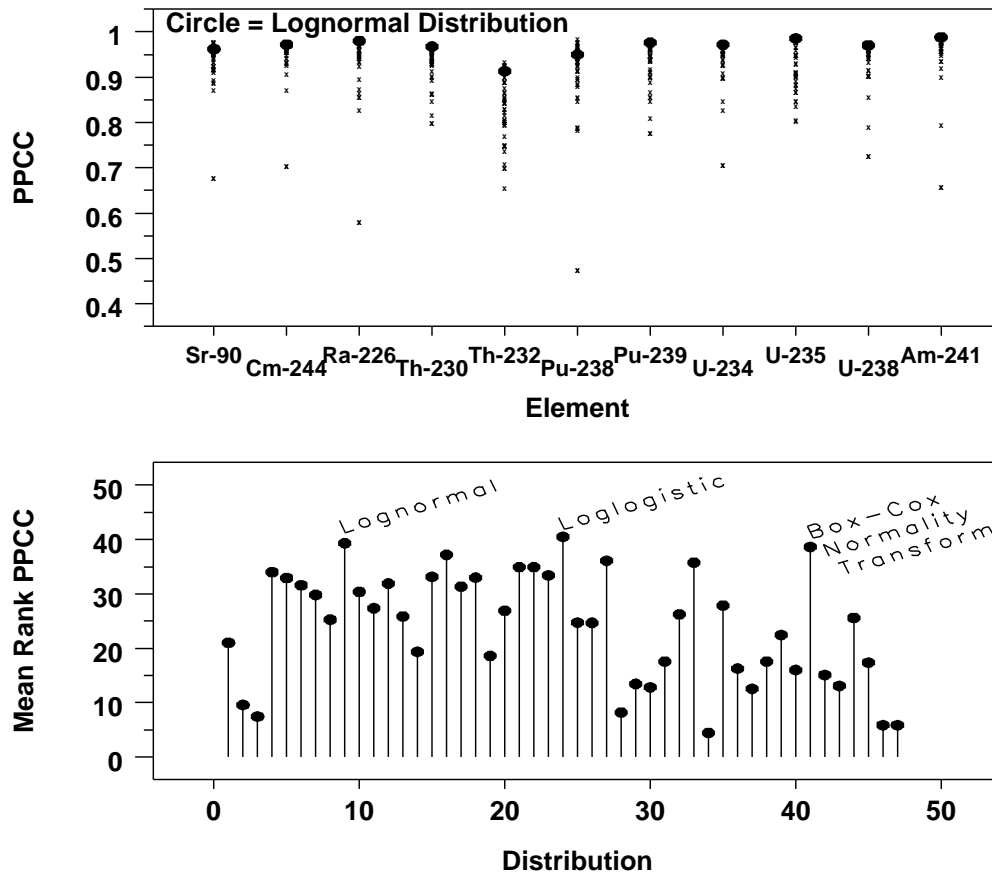 Circle = Lognormal Distribution
PPCC
1
0.9
0.8
0.7
0.6
0.5
0.4
Sr-90
Cm-244
Ra-226
Th-230
Th-232
Pu-238
Pu-239
U-234
U-235
U-238
Am-241
Element
Mean Rank PPCC
50
40
30
20
10
0
Lognormal
Loglogistic
Box-Cox
Normality
Transform
0 10 20 30 40 50
Distribution